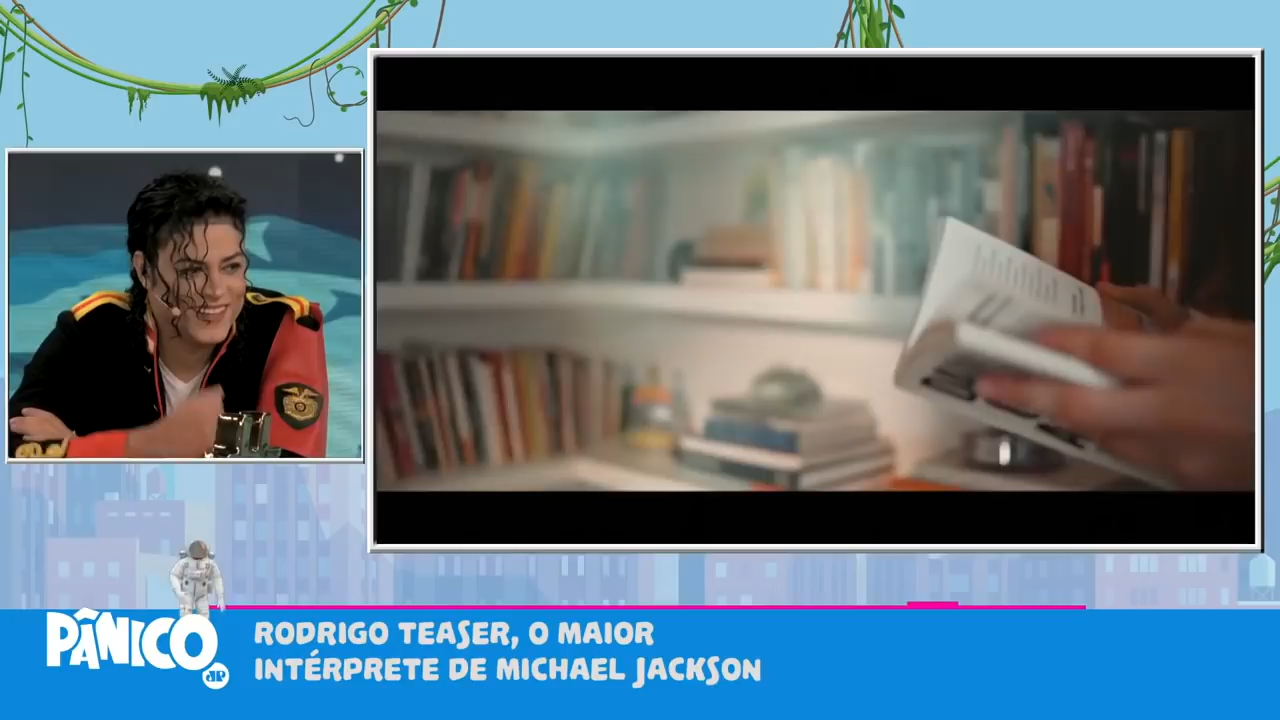 PÂNICO
JP
RODRIGO TEASER, O MAIOR
INTÉRPRETE DE MICHAEL JACKSON